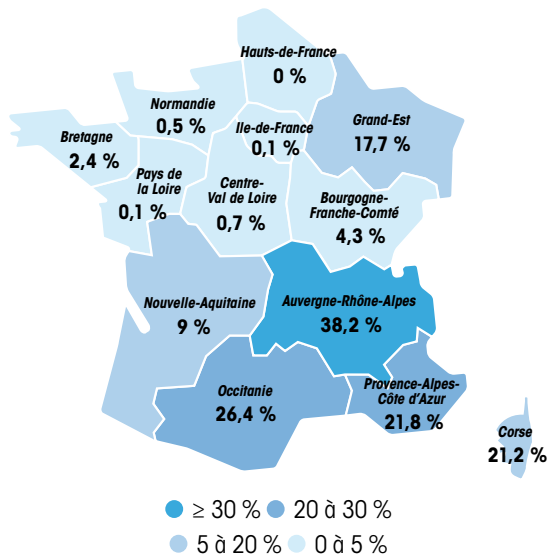 Hauts-de-France
0 %
Normandie
0,5 %
Ile-de-France
0,1 %
Grand-Est
17,7 %
Bretagne
2,4 %
Pays de
la Loire
0,1 %
Centre-
Val de Loire
0,7 %
Bourgogne-
Franche-Comté
4,3 %
Nouvelle-Aquitaine
9 %
Auvergne-Rhône-Alpes
38,2 %
Occitanie
26,4 %
Provence-Alpes-
Côte d'Azur
21,8 %
Corse
21,2 %
≥ 30 %
20 à 30 %
5 à 20 %
0 à 5 %